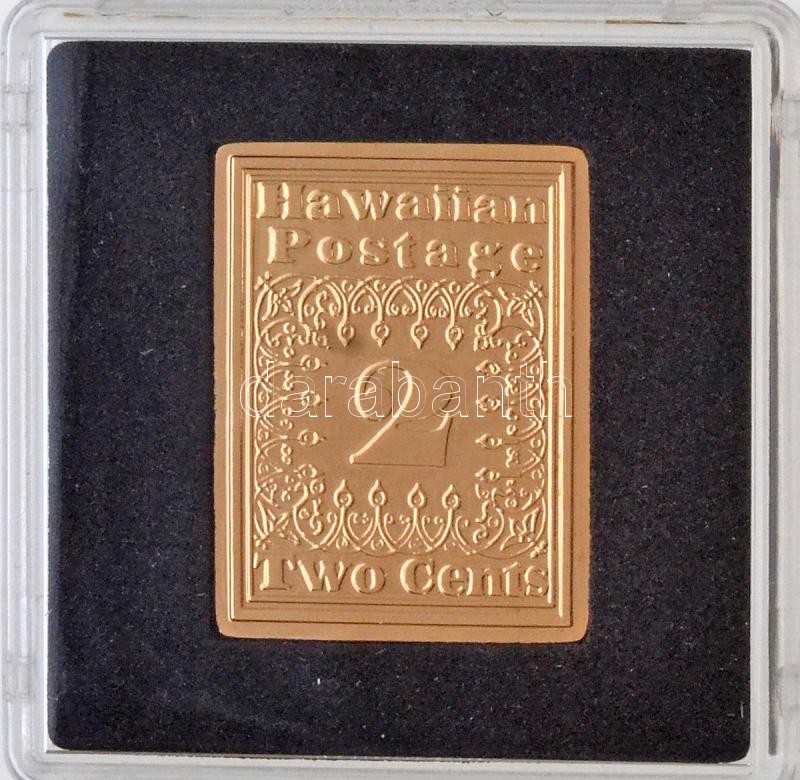 Hawaiian
Postage
2
darabanth
Two Cents